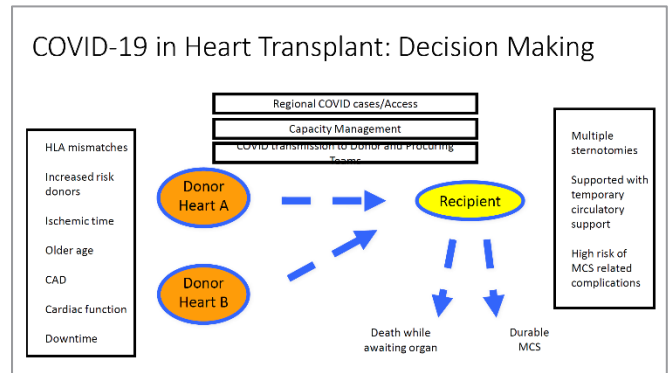 COVID-19 in Heart Transplant: Decision Making
Regional COVID cases/Access
Capacity Management
COVID transmission to Donor and Procuring
Teams
HLA mismatches
Increased risk
donors
Ischemic time
Older age
CAD
Cardiac function
Downtime
Donor
Heart A
Donor
Heart B
Recipient
Death while
awaiting organ
Durable
MCS
Multiple
sternotomies
Supported with
temporary
circulatory
support
High risk of
MCS related
complications